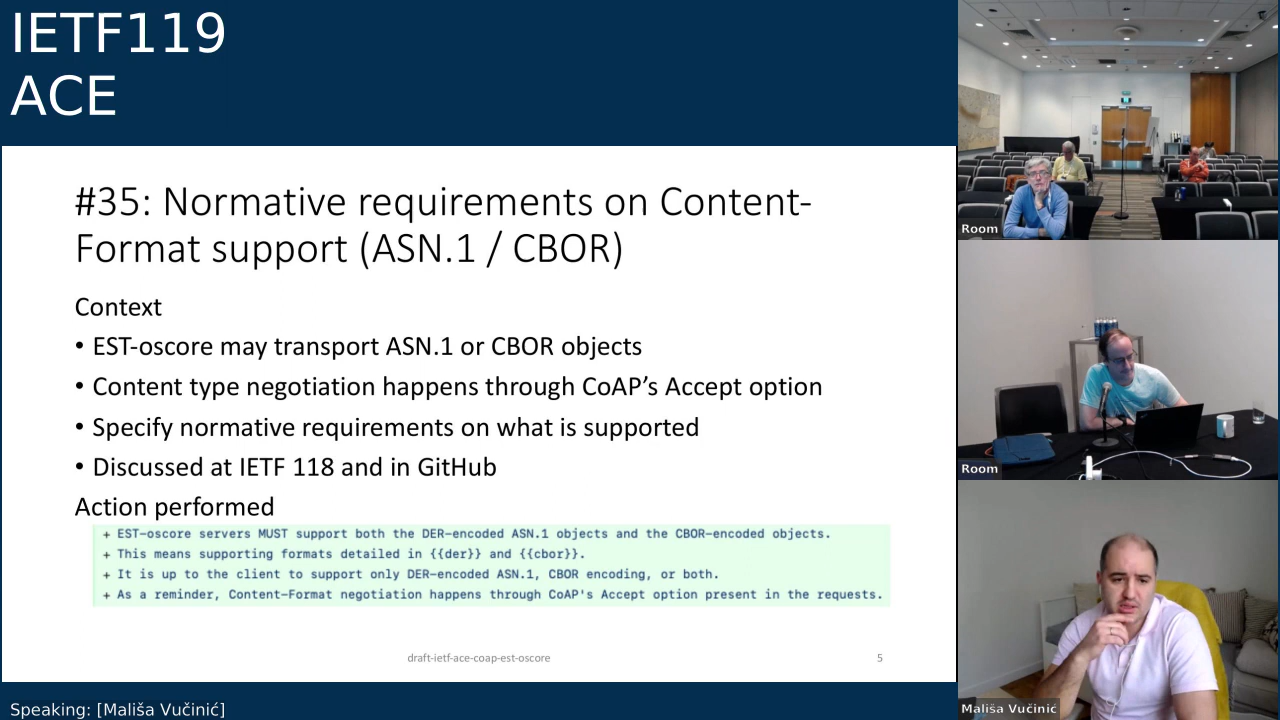 IETF119
ACE
#35: Normative requirements on Content-
Format support (ASN.1 / CBOR)
Context
• EST-oscore may transport ASN.1 or CBOR objects
• Content type negotiation happens through CoAP’s Accept option
• Specify normative requirements on what is supported
• Discussed at IETF 118 and in GitHub
Action performed
+ EST-oscore servers MUST support both the DER-encoded ASN.1 objects and the CBOR-encoded objects.
+ This means supporting formats detailed in {{der}} and {{cbor}}.
+ It is up to the client to support only DER-encoded ASN.1, CBOR encoding, or both.
+ As a reminder, Content-Format negotiation happens through CoAP's Accept option present in the requests.
draft-ietf-ace-coap-est-oscore
5
Speaking: [Mališa Vučinić]
Room
Room
Mališa Vučinić